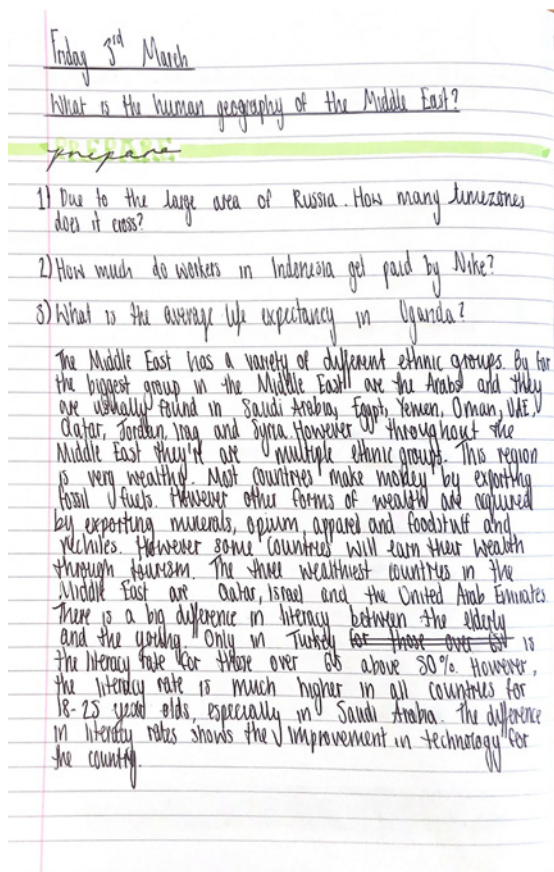 Friday 3rd March
What is the human geography of the Middle East?
prepare
1) Due to the large area of Russia. How many timezones
does it cross?
2) How much do workers in Indonesia get paid by Nike?
3) What is the average life expectancy in Uganda?
The Middle East has a variety of different ethnic groups. By far
the biggest group in the Middle East are the Arabs and they
are usually found in Saudi Arabia, Egypt, Yemen, Oman, UAE,
Qatar, Jordan, Iraq and Syria. However throughout the
Middle East they're are multiple ethnic groups. This region
is very wealthy. Most countries make money by exporting
fossil fuels. However other forms of wealth are acquired
by exporting minerals, opium, apparel and foodstuff and
. However some countries will earn their wealth
through tourism. The three wealthiest countries in the
Middle East are Qatar, Israel and the United Arab Emirates.
There is a big difference in literacy between the elderly
and the young. Only in Turkey for those over is
the literacy rate for those over 65 above 80%. However,
the literacy rate is much higher in all countries for
18-25 olds, especially in Saudi Arabia. The difference
in literacy rates shows the improvement in technology for
the country.